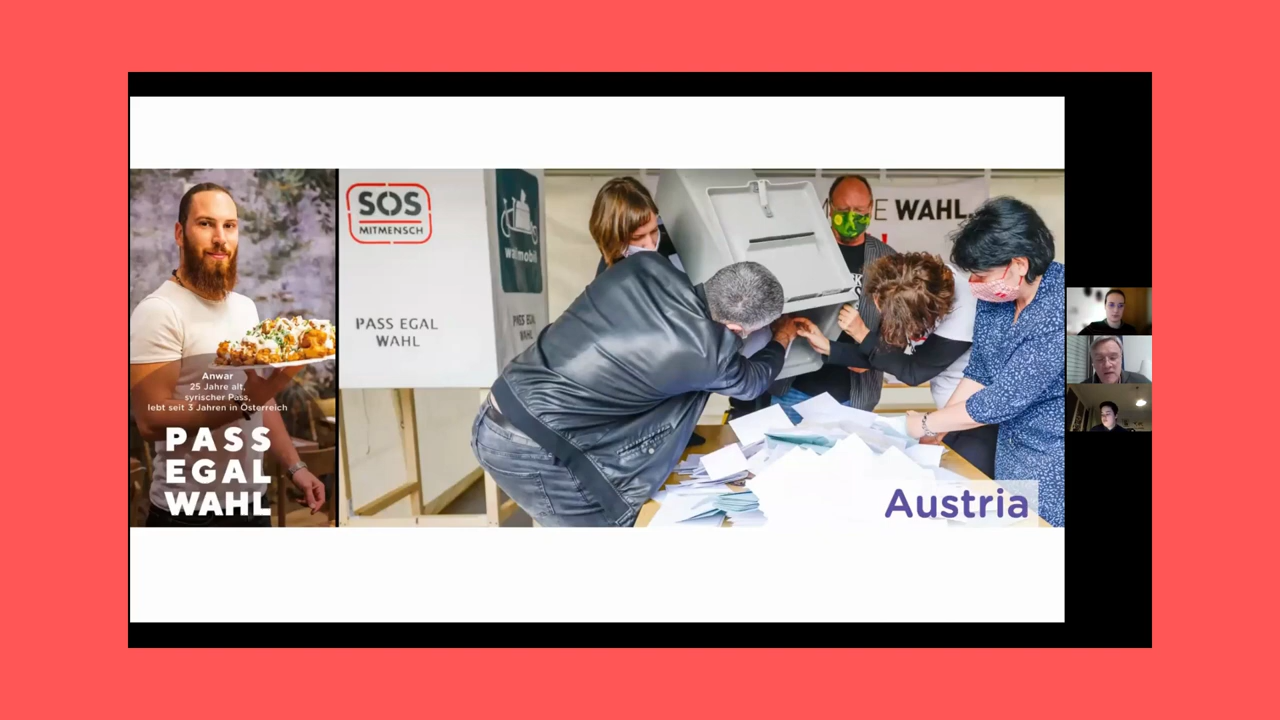 Anwar
25 Jahre alt,
syrischer Pass,
lebt seit 3 Jahren in Österreich
PASS
EGAL
WAHL
SOS
MITMENSCH
PASS EGAL
WAHL
wahlmobil
PASS EGAL
WAHL
WAHL.
Austria